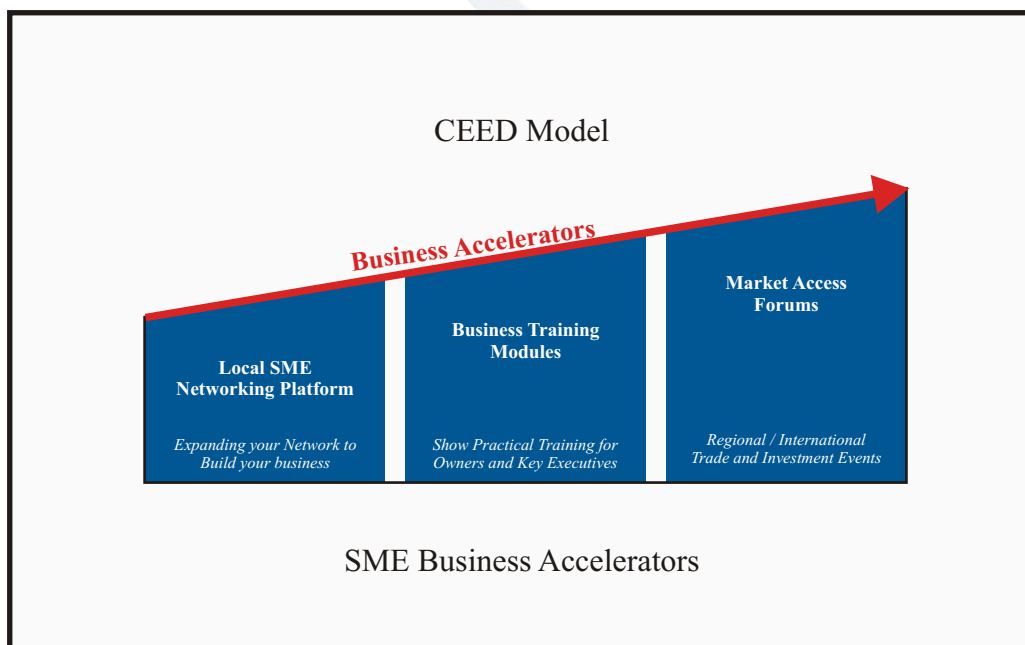 CEED Model
Business Accelerators
Local SME
Networking Platform
Expanding your Network to
Build your business
Business Training
Modules
Show Practical Training for
Owners and Key Executives
Market Access
Forums
Regional / International
Trade and Investment Events
SME Business Accelerators